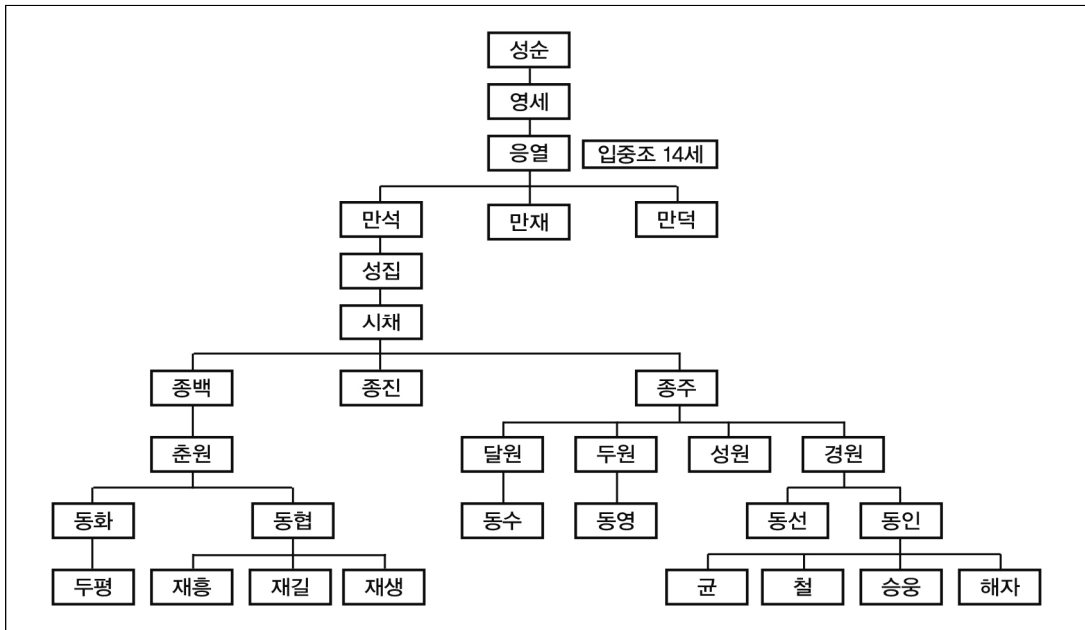 성순
영세
응열 입중조 14세
만석 만재 만덕
성집
시채
종백 종진 종주
춘원 달원 두원 성원 경원
동화 동협 동수 동영 동선 동인
두평 재흥 재길 재생 균 철 승웅 해자